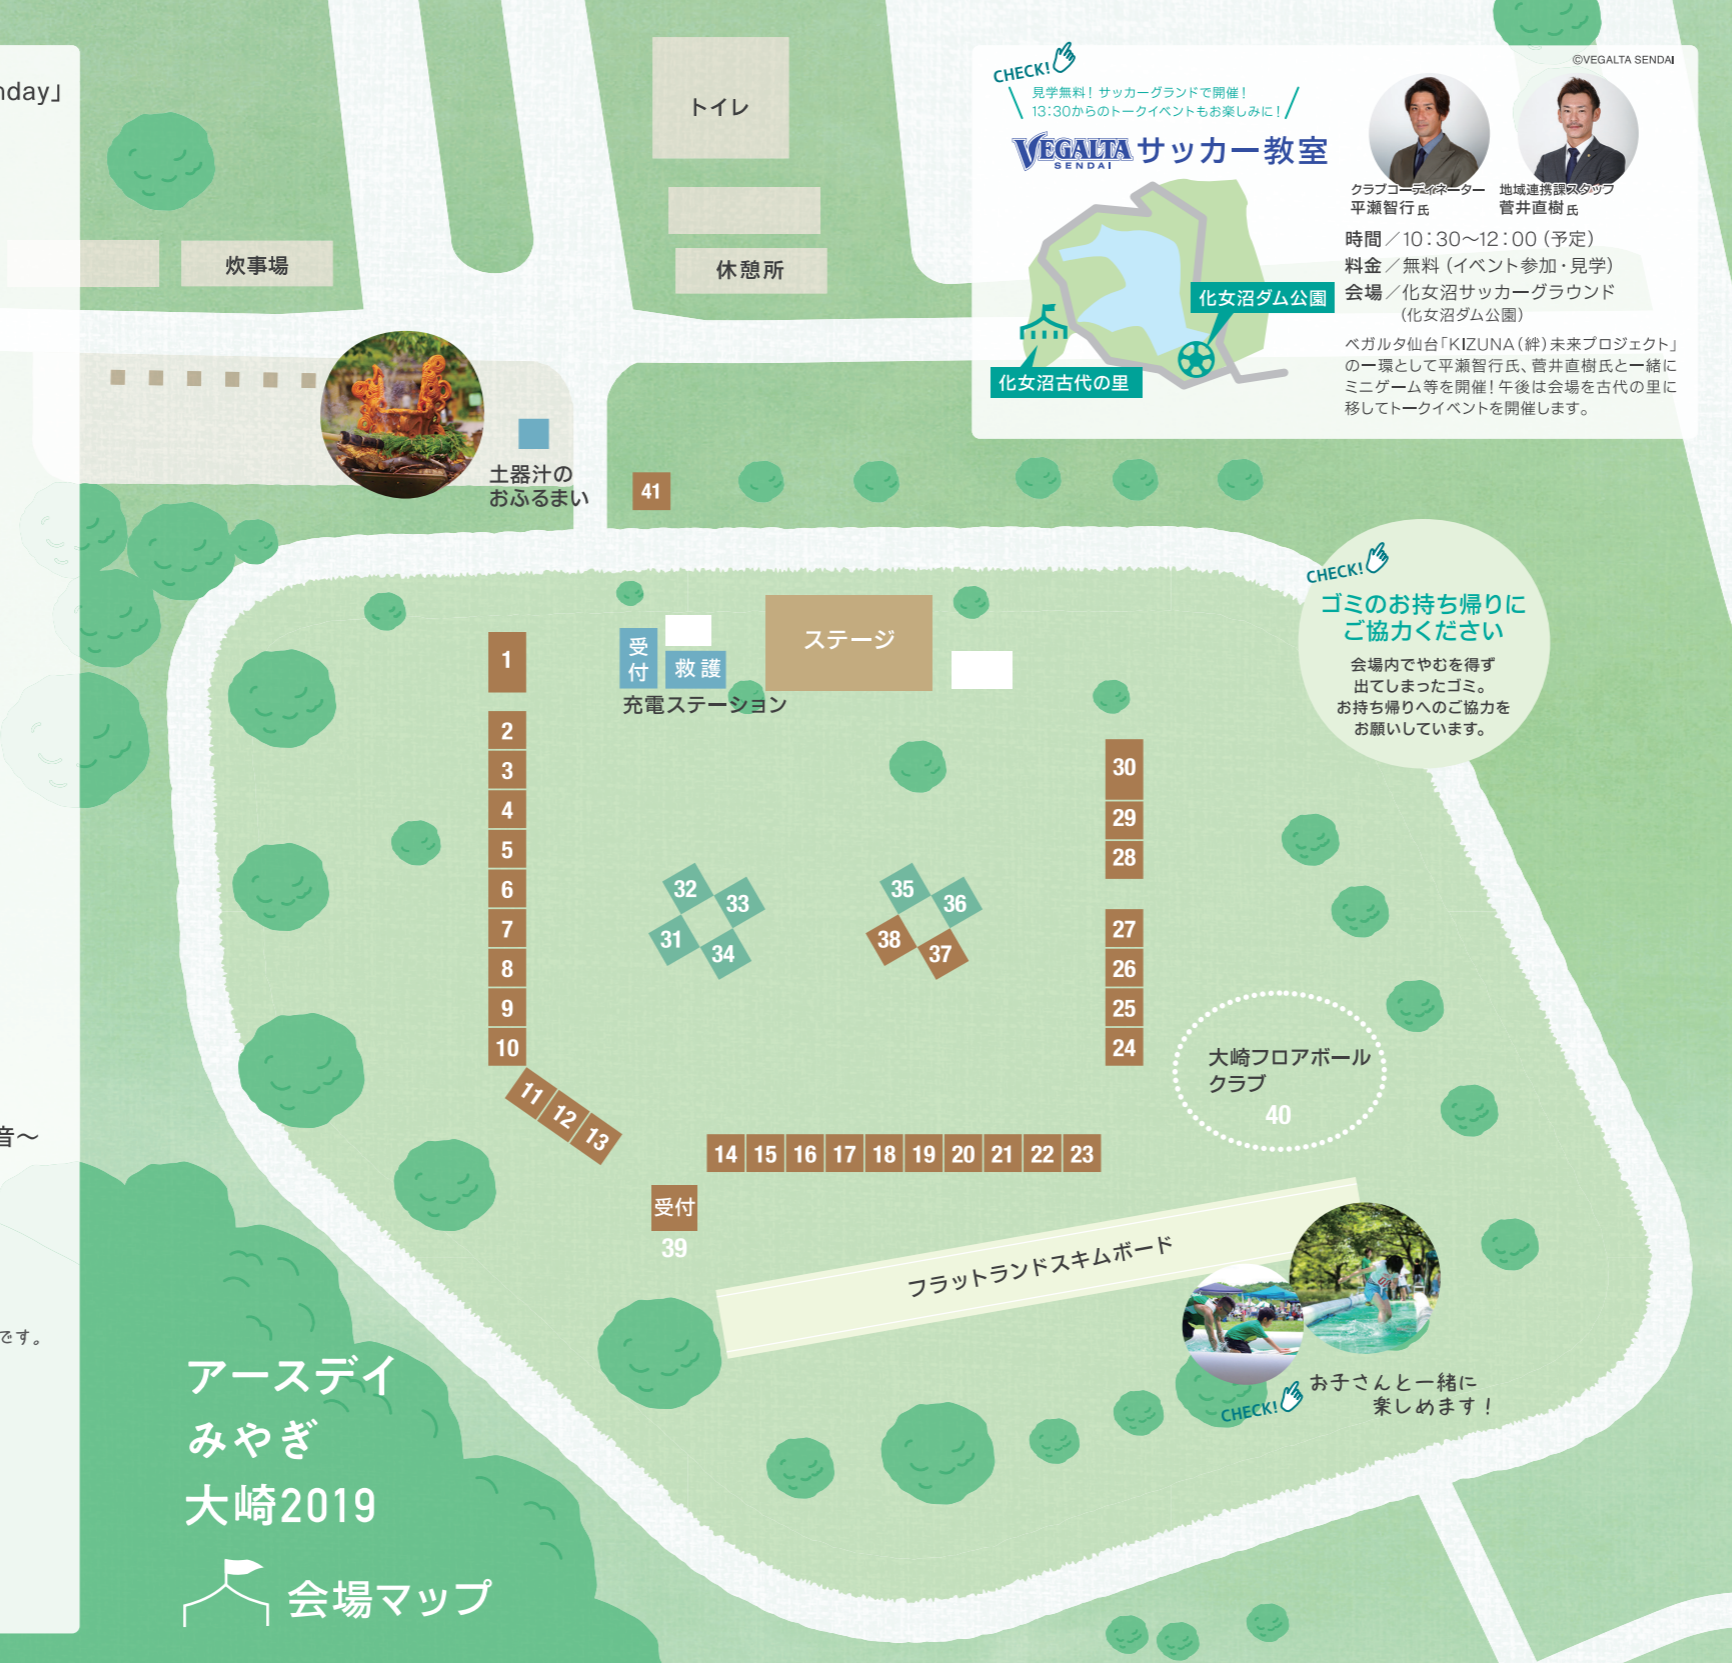 nday」
音〜
です。
トイレ
炊事場
休憩所
土器汁の
おふるまい
41
CHECK!
見学無料！サッカーグランドで開催！
13:30からのトークイベントもお楽しみに！
VEGALTA
SENDAI
サッカー教室
©VEGALTA SENDAI
クラブコーディネーター
平瀬智行氏
地域連携課スタッフ
菅井直樹氏
時間／10：30〜12：00（予定）
料金／無料（イベント参加・見学）
会場／化女沼サッカーグラウンド
（化女沼ダム公園）
ベガルタ仙台「KIZUNA（絆）未来プロジェクト」
の一環として平瀬智行氏、菅井直樹氏と一緒に
ミニゲーム等を開催！午後は会場を古代の里に
移してトークイベントを開催します。
化女沼ダム公園
化女沼古代の里
CHECK!
ゴミのお持ち帰りに
ご協力ください
会場内でやむを得ず
出てしまったゴミ。
お持ち帰りへのご協力を
お願いしています。
受付
救護
充電ステーション
ステージ
1
2
3
4
5
6
7
8
9
10
11
12
13
14 15 16 17 18 19 20 21 22 23
30
29
28
27
26
25
24
32
33
31
34
35
36
38
37
大崎フロアボール
クラブ
40
受付
39
フラットランドスキムボード
CHECK!
お子さんと一緒に
楽しめます！
アースデイ
みやぎ
大崎2019
会場マップ